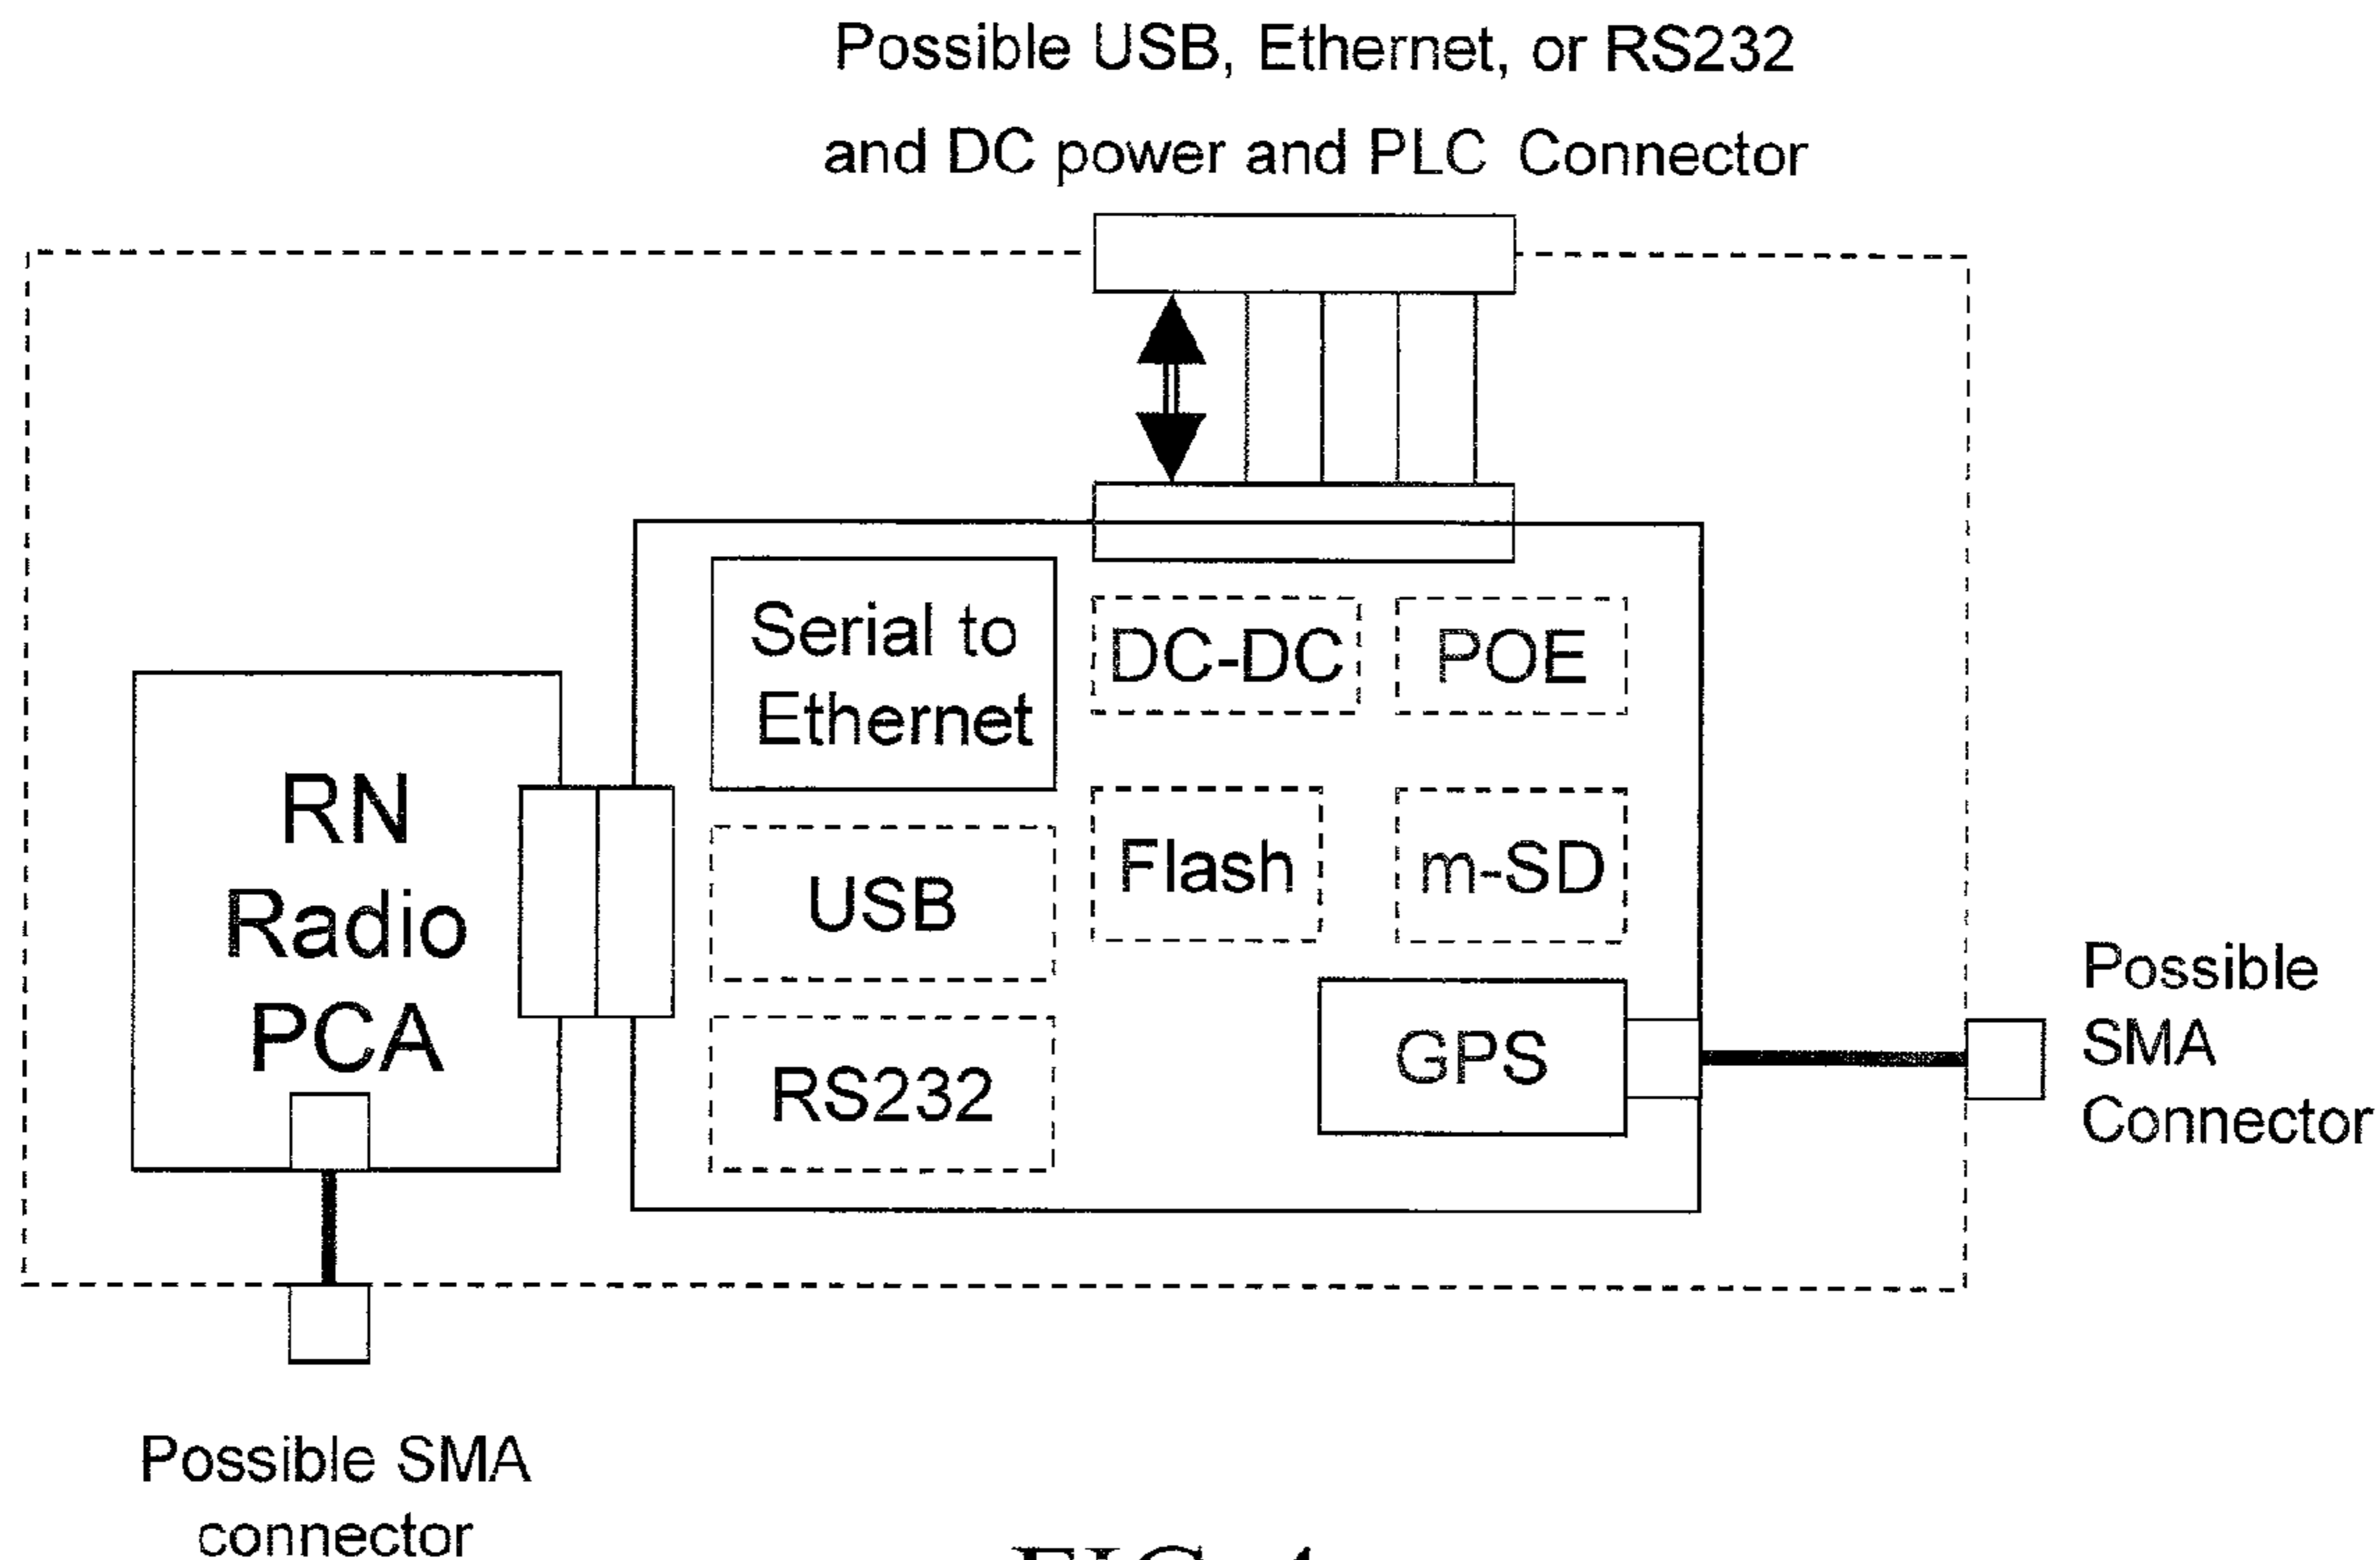 Possible USB, Ethernet, or RS232
and DC power and PLC Connector
Serial to
Ethernet
DC-DC
POE
RN
Radio
PCA
USB
Flash
m-SD
RS232
GPS
Possible
SMA
Connector
Possible SMA
connector